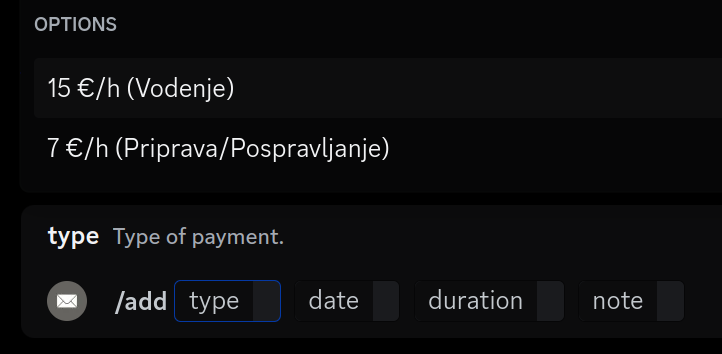 OPTIONS
15 €/h (Vodenje)
7 €/h (Priprava/Pospravljanje)
type Type of payment.
/add type date duration note